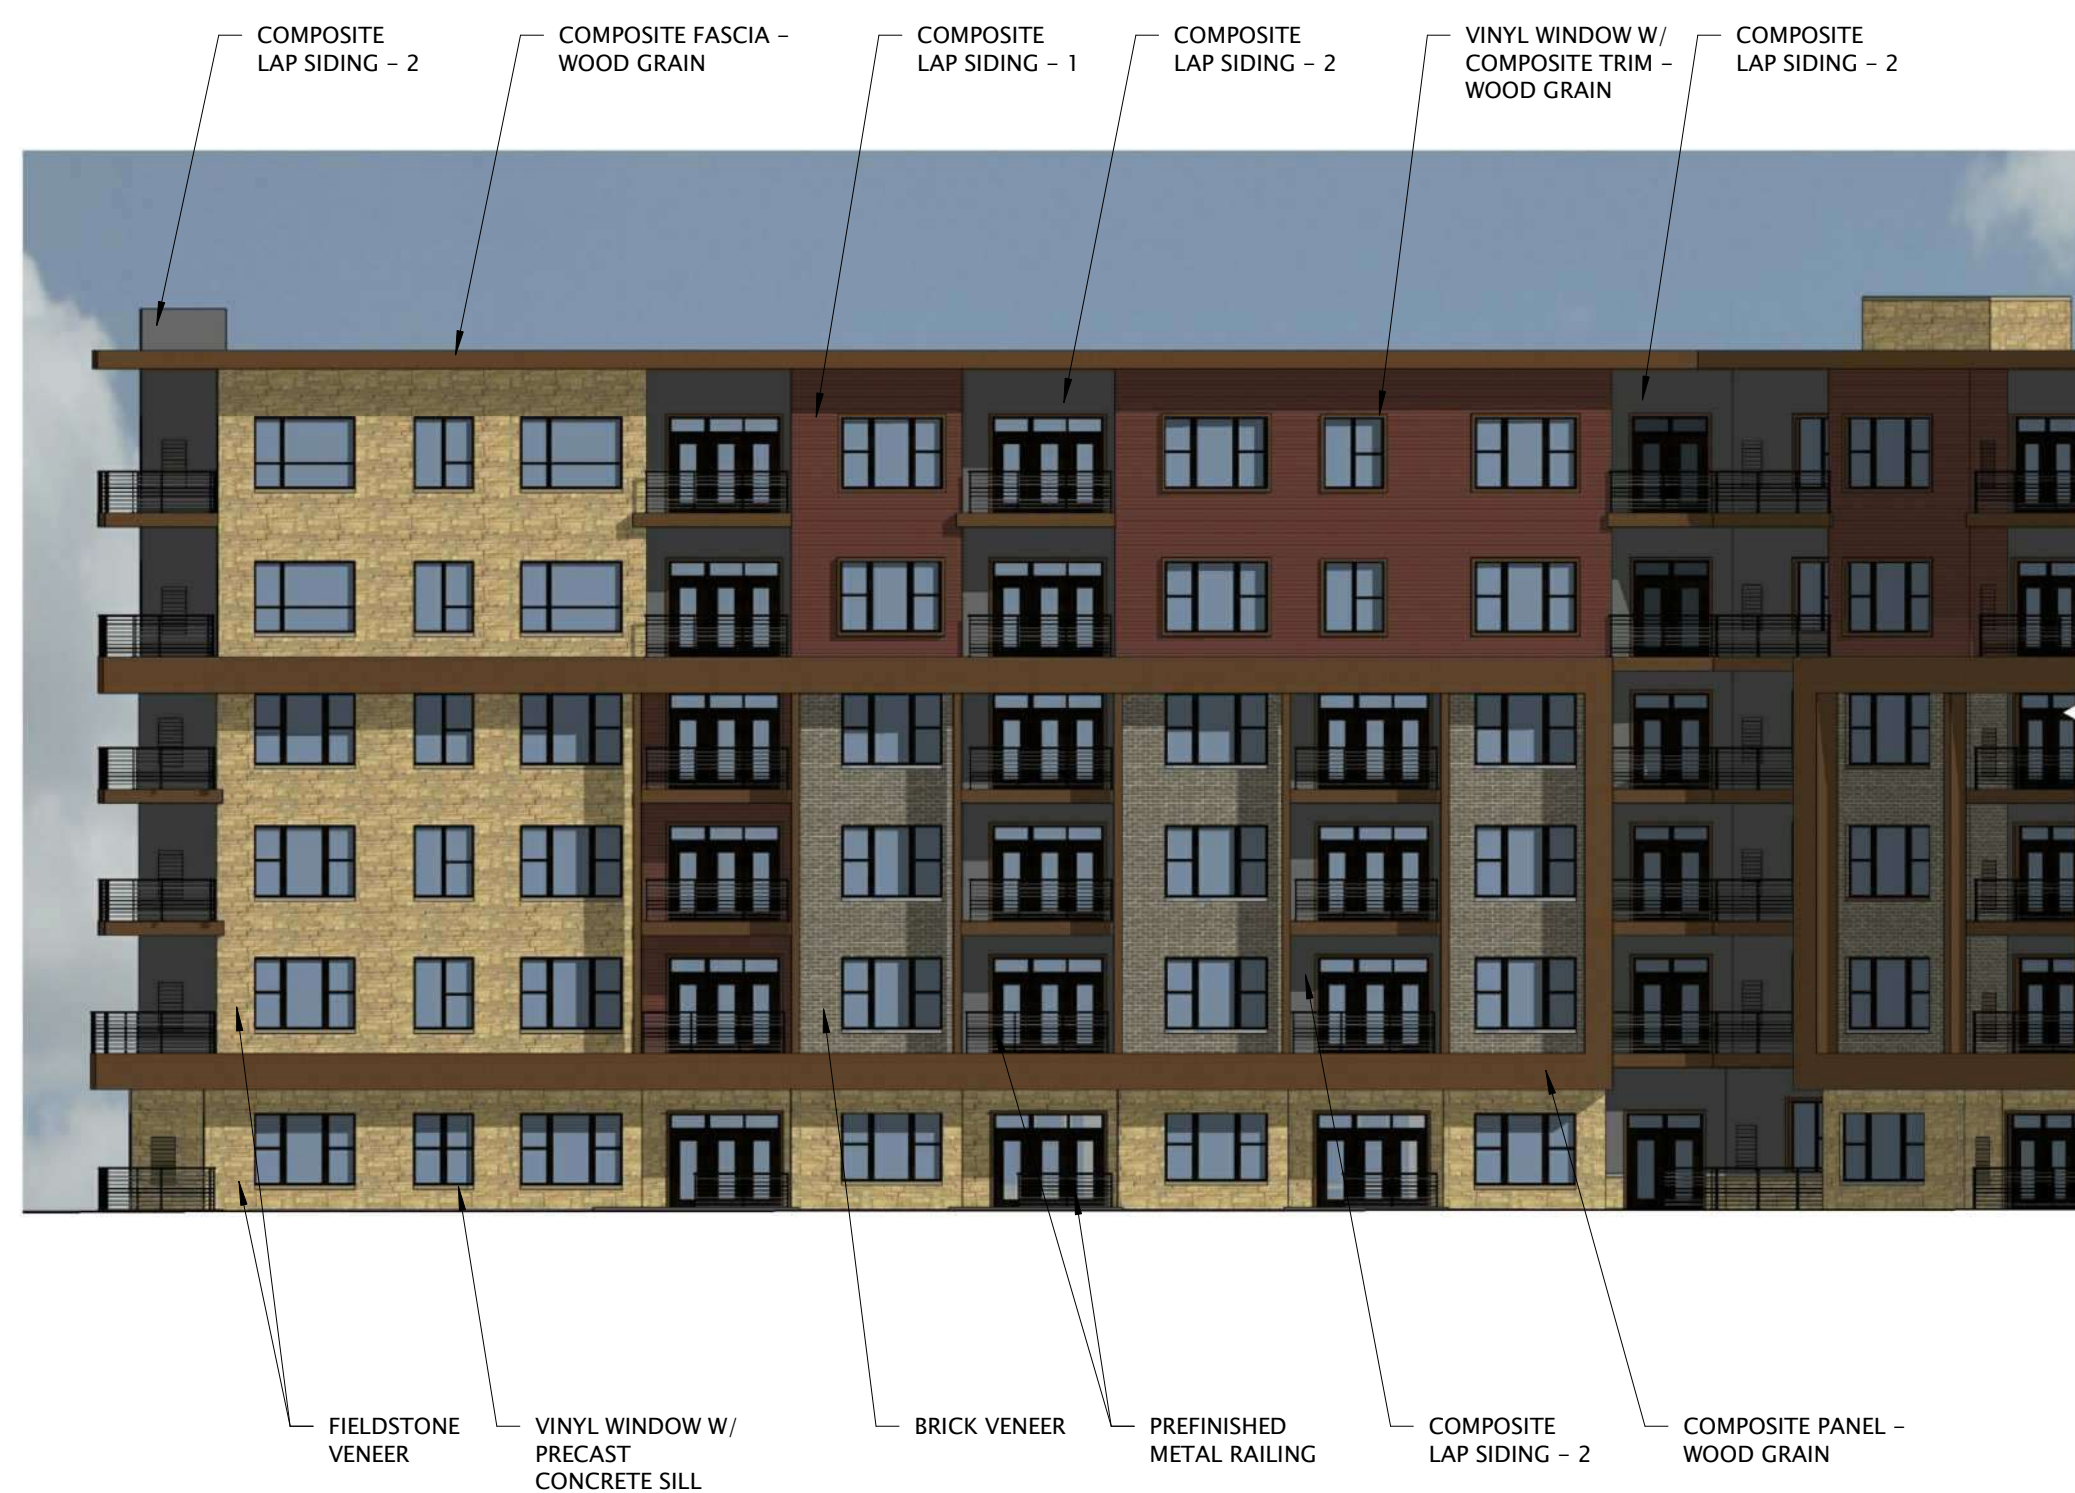 COMPOSITE
LAP SIDING – 2
COMPOSITE FASCIA –
WOOD GRAIN
COMPOSITE
LAP SIDING – 1
COMPOSITE
LAP SIDING – 2
VINYL WINDOW W/
COMPOSITE TRIM –
WOOD GRAIN
COMPOSITE
LAP SIDING – 2
FIELDSTONE
VENEER
VINYL WINDOW W/
PRECAST
CONCRETE SILL
BRICK VENEER
PREFINISHED
METAL RAILING
COMPOSITE
LAP SIDING – 2
COMPOSITE PANEL –
WOOD GRAIN